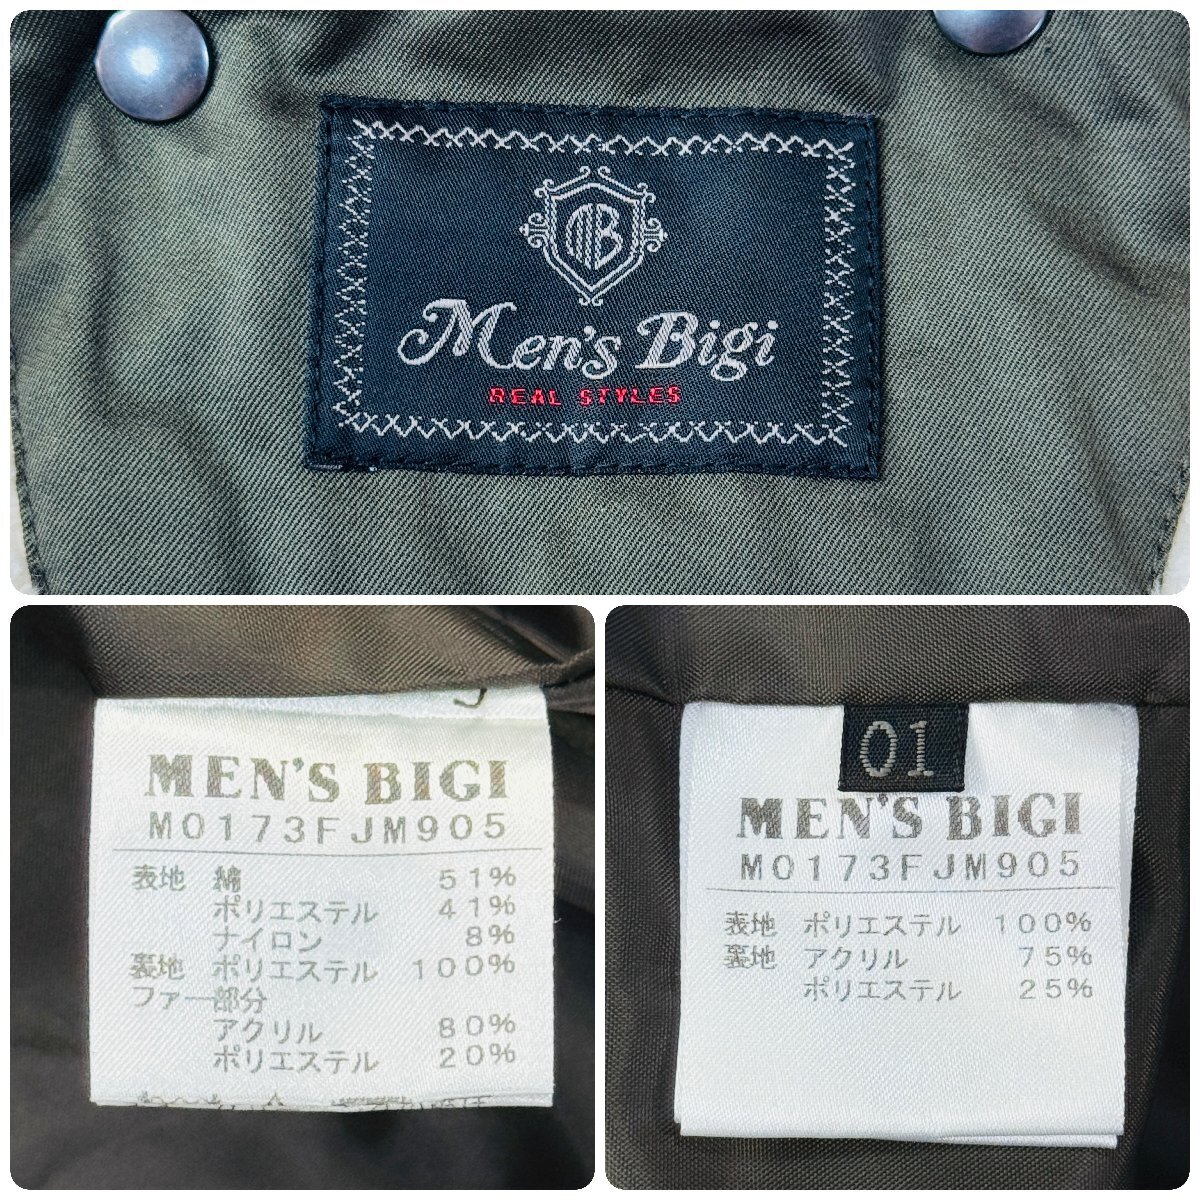 MB
Men's Bigi
REAL STYLES
MEN'S BIGI
M0173FJM905
表地 綿 51%
ポリエステル 41%
ナイロン 8%
裏地 ポリエステル 100%
ファー部分
アクリル 80%
ポリエステル 20%
01
MEN'S BIGI
M0173FJM905
表地 ポリエステル 100%
裏地 アクリル 75%
ポリエステル 25%